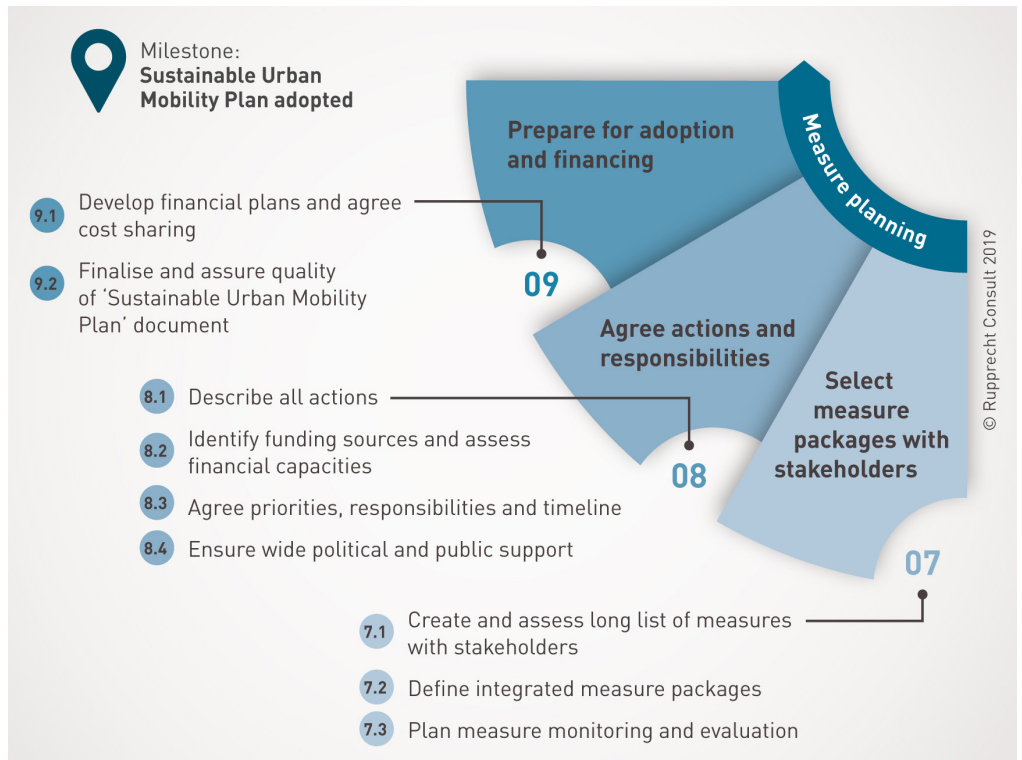 Milestone:
Sustainable Urban
Mobility Plan adopted
Measure planning
Prepare for adoption
and financing
09
9.1
Develop financial plans and agree
cost sharing
9.2
Finalise and assure quality
of ‘Sustainable Urban Mobility
Plan’ document
Agree actions and
responsibilities
08
8.1
Describe all actions
8.2
Identify funding sources and assess
financial capacities
8.3
Agree priorities, responsibilities and timeline
8.4
Ensure wide political and public support
Select
measure
packages with
stakeholders
07
7.1
Create and assess long list of measures
with stakeholders
7.2
Define integrated measure packages
7.3
Plan measure monitoring and evaluation
© Rupprecht Consult 2019